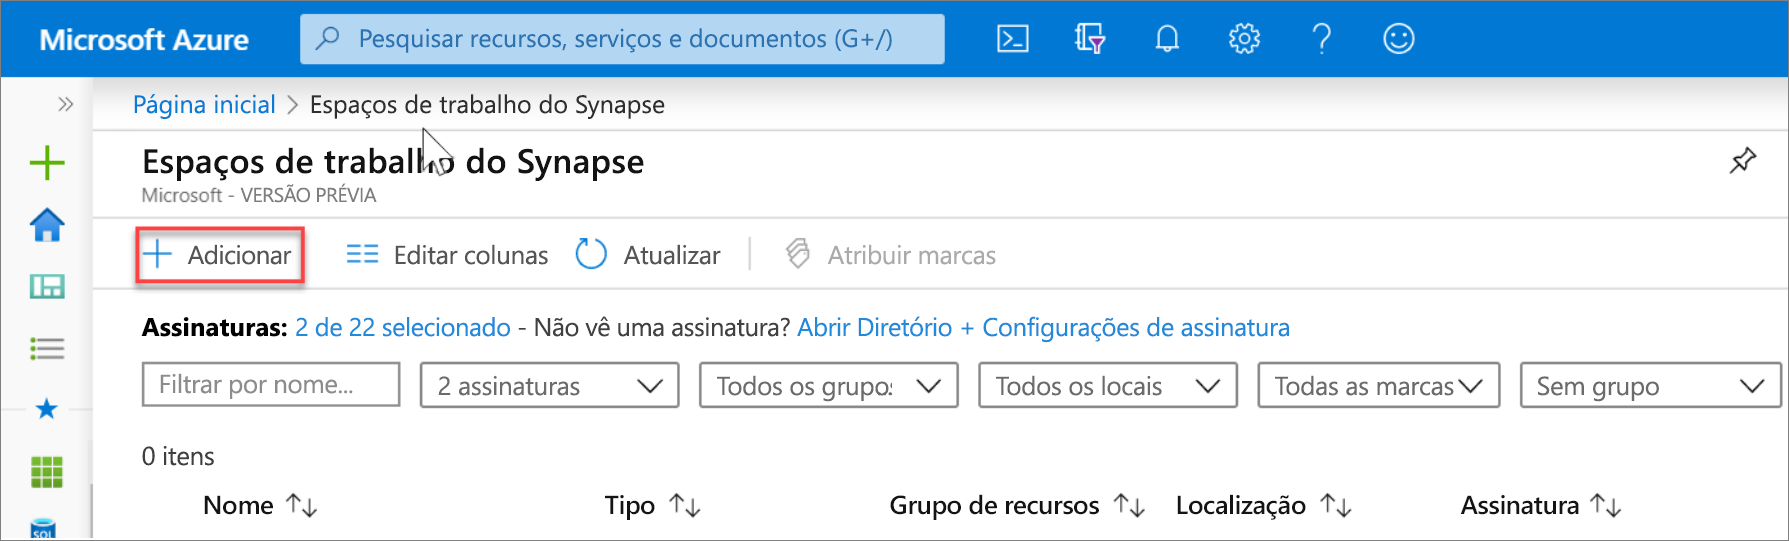 Microsoft Azure
Pesquisar recursos, serviços e documentos (G+/)
Página inicial > Espaços de trabalho do Synapse
Espaços de trabalho do Synapse
Microsoft - VERSÃO PRÉVIA
Adicionar Editar colunas Atualizar Atribuir marcas
Assinaturas: 2 de 22 selecionado - Não vê uma assinatura? Abrir Diretório + Configurações de assinatura
Filtrar por nome... 2 assinaturas Todos os grupos Todos os locais Todas as marcas Sem grupo
0 itens
Nome Tipo Grupo de recursos Localização Assinatura
SQL